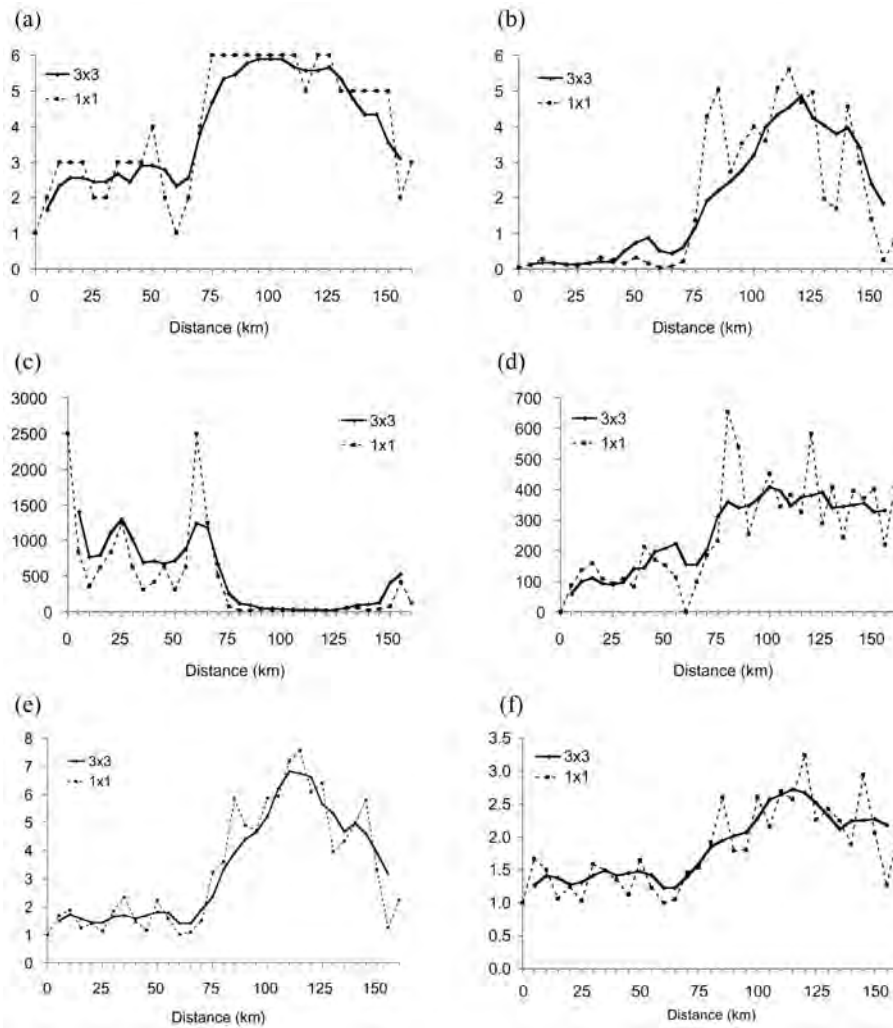 (a)
6
5
4
3
2
1
0
3x3
1x1
0 25 50 75 100 125 150
Distance (km)
(b)
6
5
4
3
2
1
0
3x3
1x1
0 25 50 75 100 125 150
Distance (km)
(c)
3000
2500
2000
1500
1000
500
0
3x3
1x1
0 25 50 75 100 125 150
Distance (km)
(d)
700
600
500
400
300
200
100
0
3x3
1x1
0 25 50 75 100 125 150
Distance (km)
(e)
8
7
6
5
4
3
2
1
0
3x3
1x1
0 25 50 75 100 125 150
Distance (km)
(f)
3.5
3.0
2.5
2.0
1.5
1.0
0.5
0.0
3x3
1x1
0 25 50 75 100 125 150
Distance (km)